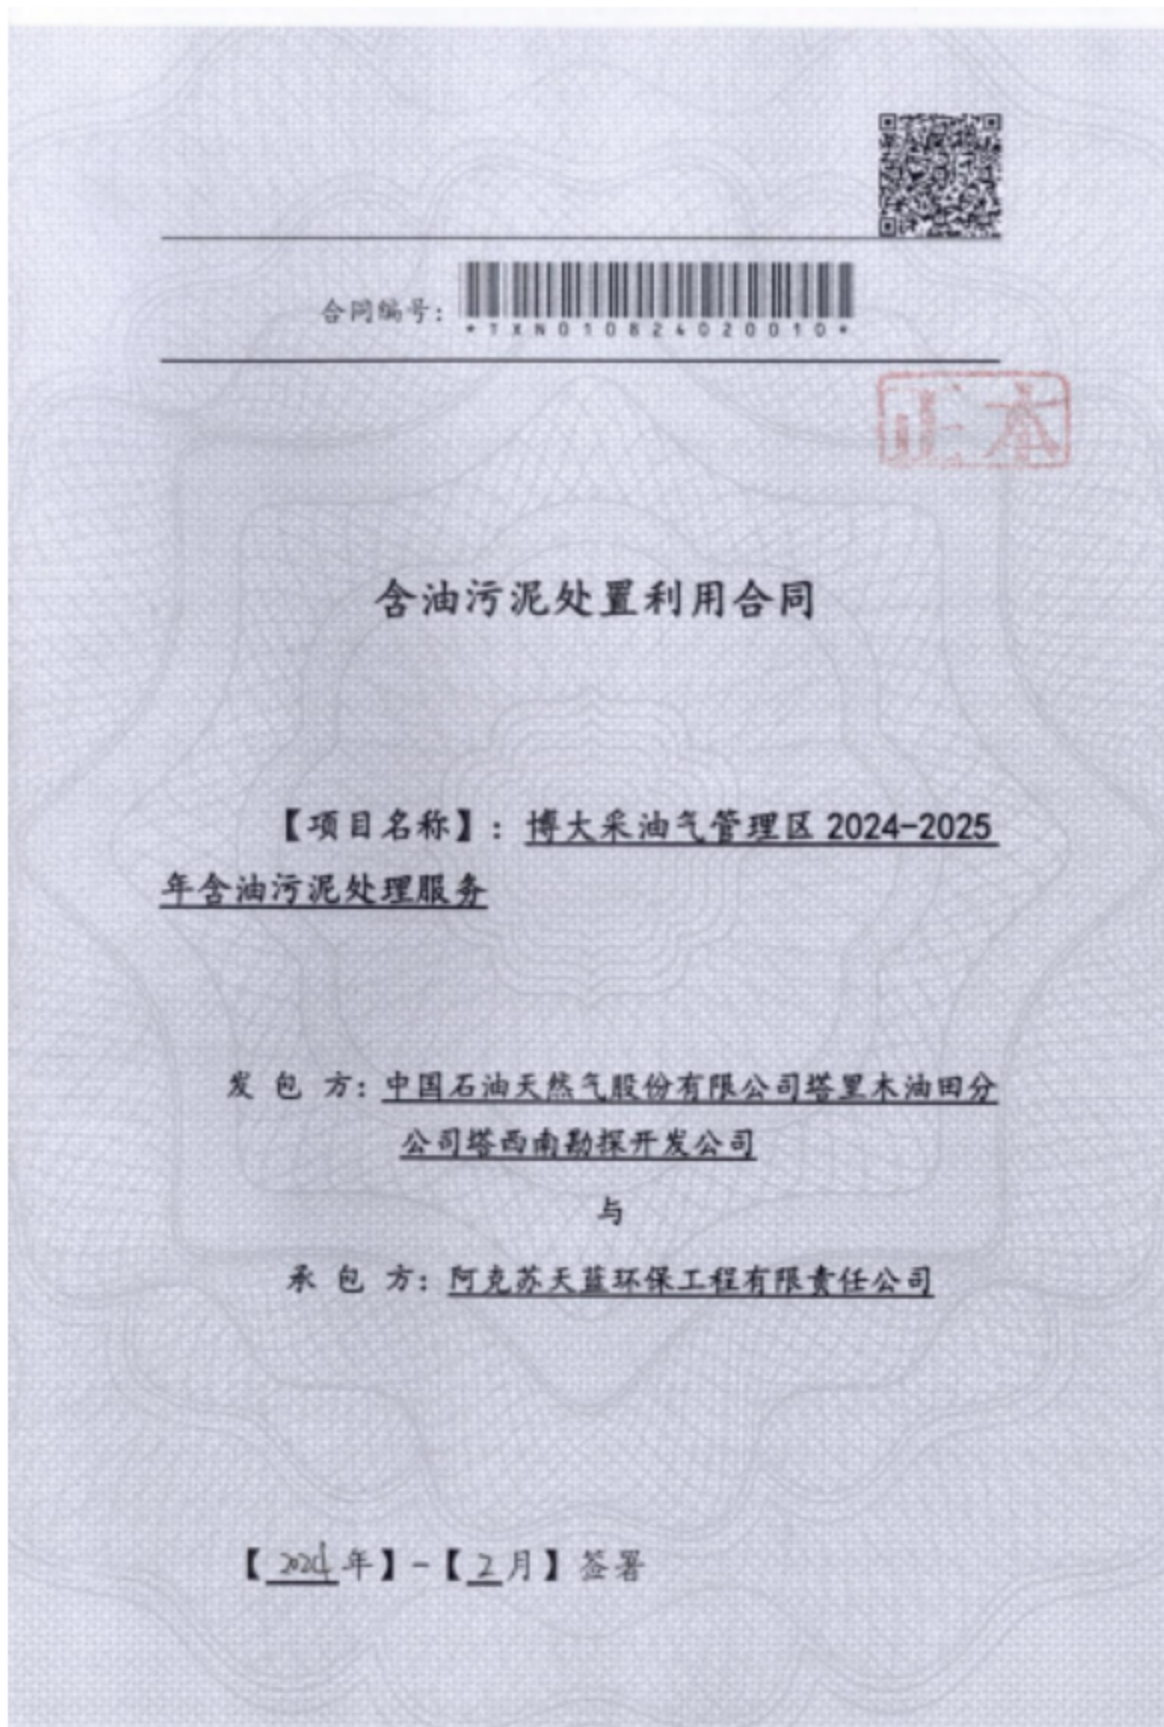 合同编号：
*TXN010824020010*
正本
含油污泥处置利用合同
【项目名称】：博大采油气管理区 2024-2025
年含油污泥处理服务
发 包 方：中国石油天然气股份有限公司塔里木油田分
公司塔西南勘探开发公司
与
承 包 方：阿克苏天蓝环保工程有限责任公司
【2024年】-【2月】签署